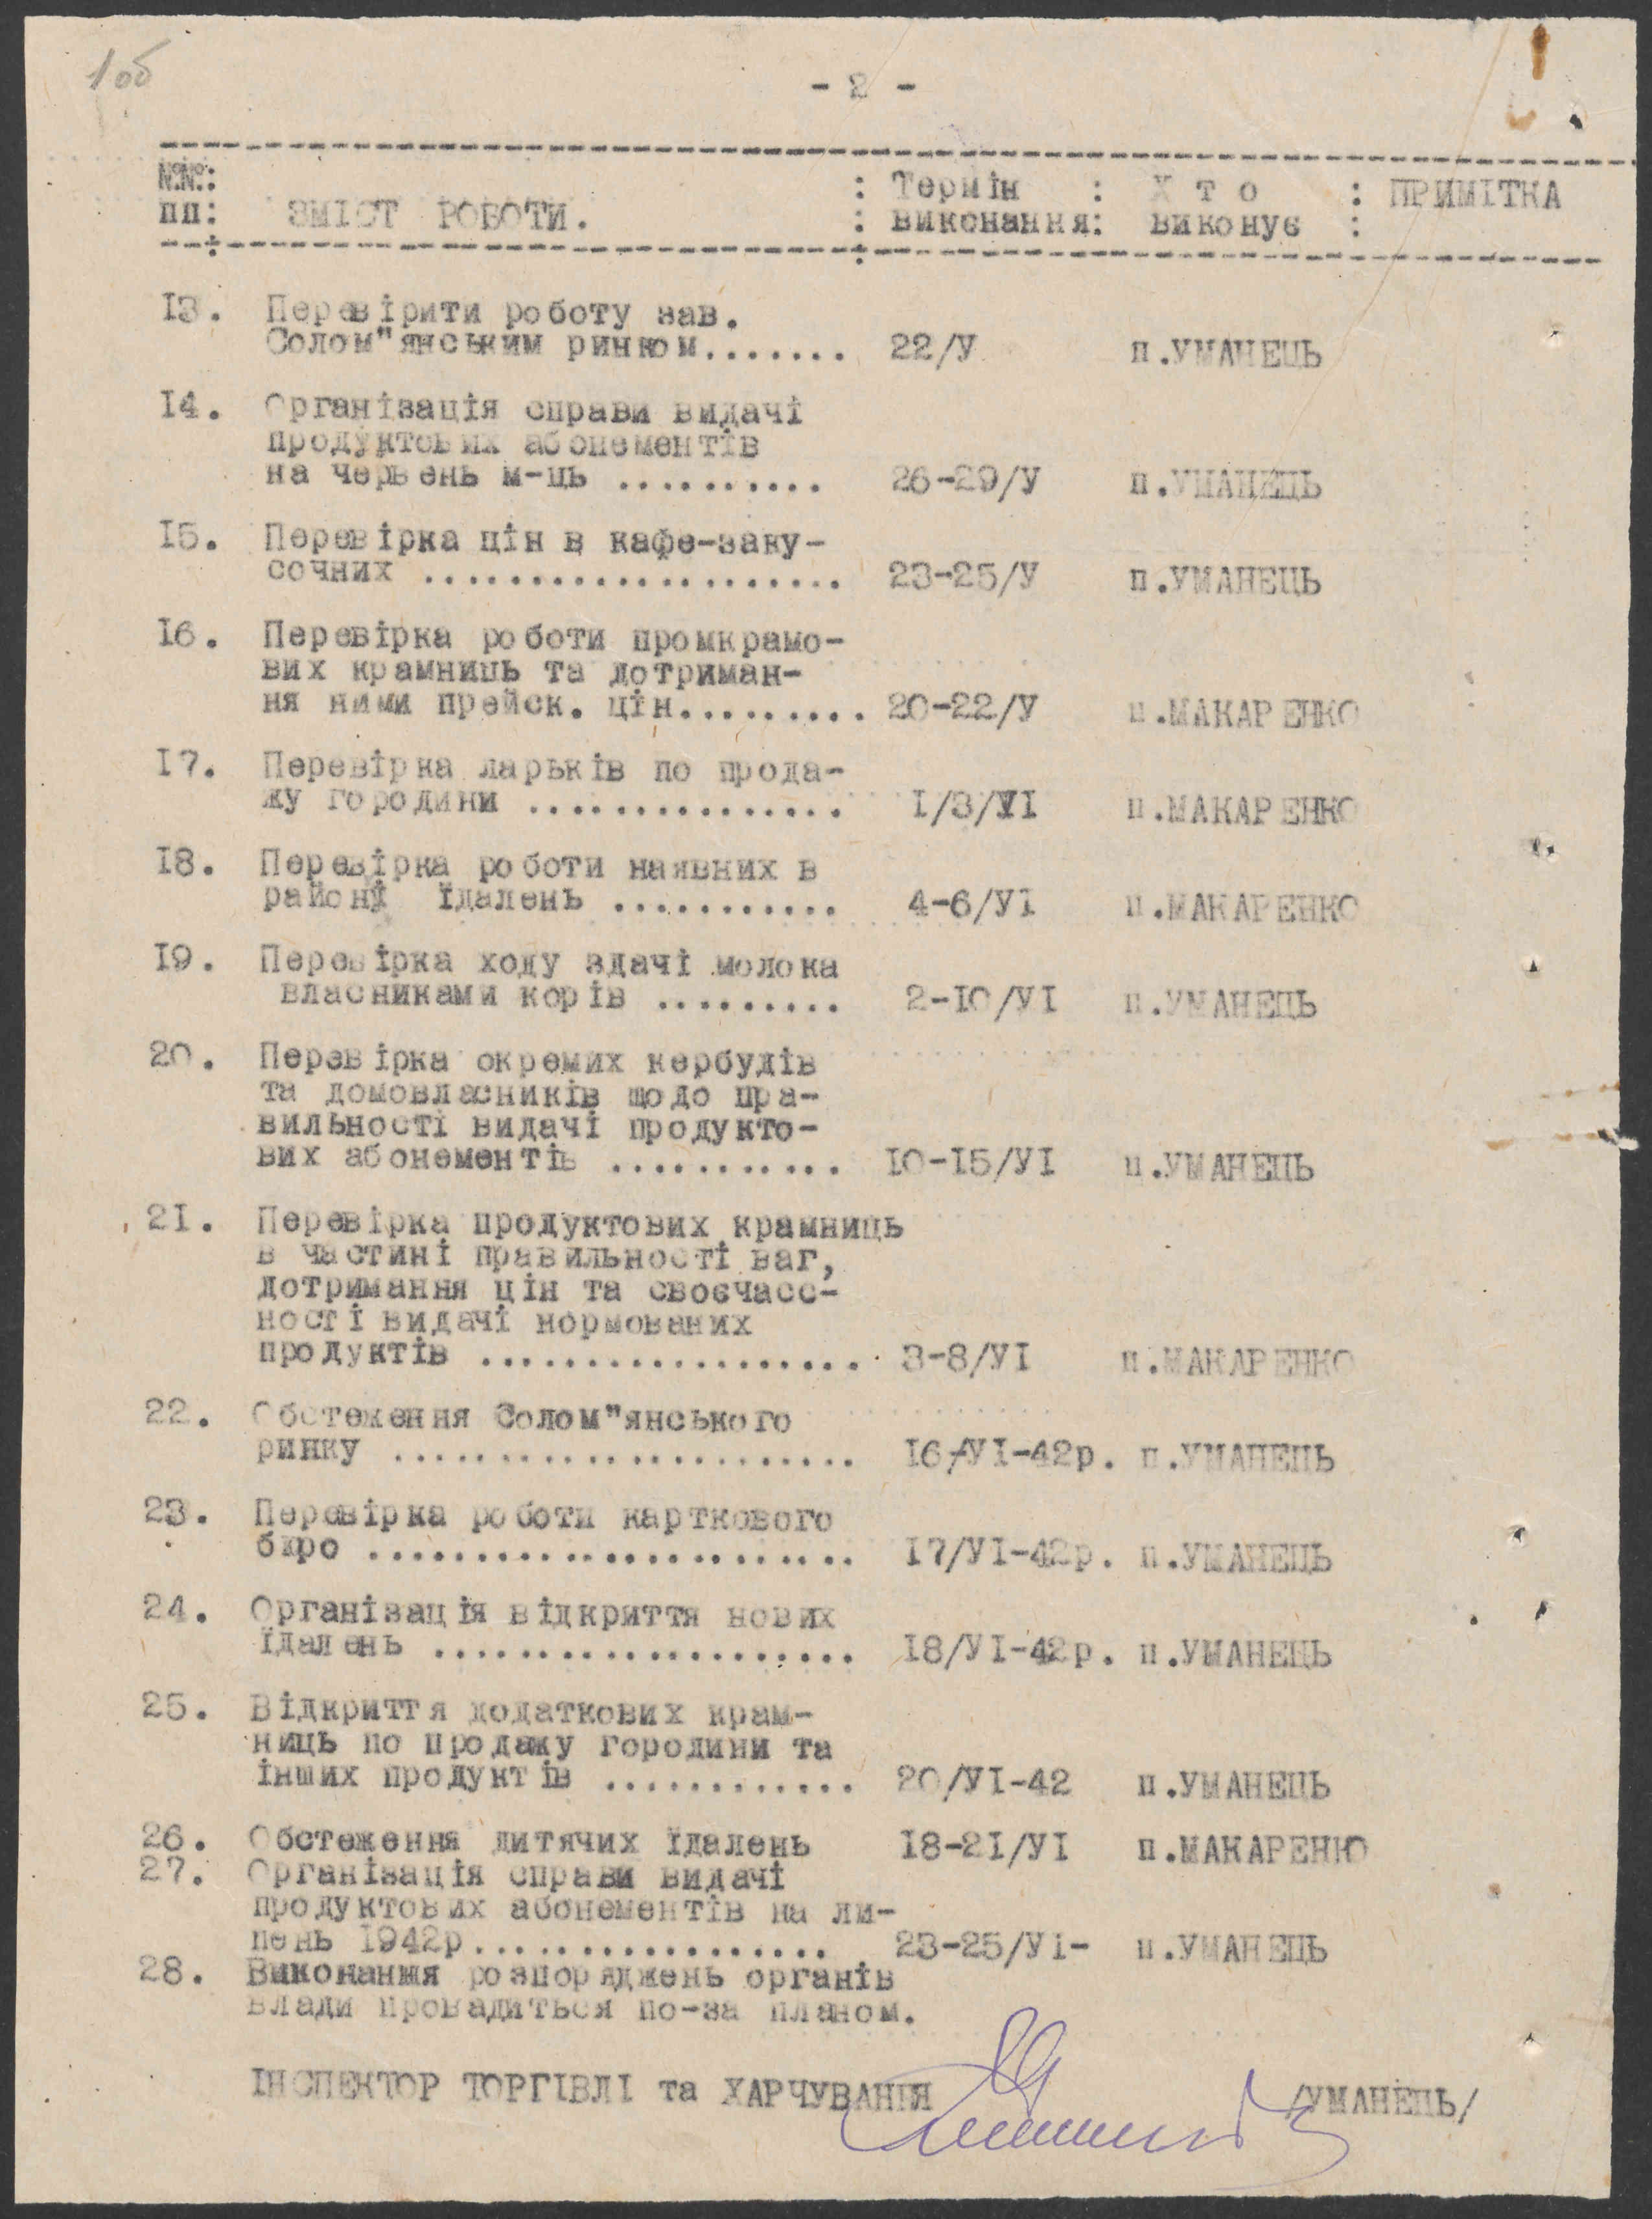 1об
- 2 -
№№:
: Термін : Х т о : ПРИМІТКА
пп: ЗМІСТ РОБОТИ. : виконання: виконує :
13. Перевірити роботу зав.
Солом"янським ринком....... 22/У п.УМАНЕЦЬ
14. Організація справи видачі
продуктових абонементів
на червень м-ць .......... 26-29/У п.УМАНЕЦЬ
15. Перевірка цін в кафе-заку-
сочних ..................... 23-25/У п.УМАНЕЦЬ
16. Перевірка роботи промкрамо-
вих крамниць та дотриман-
ня ними прейск. цін......... 20-22/У п.МАКАРЕНКО
17. Перевірка ларьків по прода-
жу городини ............... 1/3/УІ п.МАКАРЕНКО
18. Перевірка роботи наявних в
районі їдалень ........... 4-6/УІ п.МАКАРЕНКО
19. Перевірка ходу здачі молока
власниками корів ......... 2-10/УІ п.УМАНЕЦЬ
20. Перевірка окремих кербудів
та домовласників щодо пра-
вильності видачі продукто-
вих абонементів ........... 10-15/УІ п.УМАНЕЦЬ
21. Перевірка продуктових крамниць
в частині правильності ваг,
дотримання цін та своєчасс-
ності видачі нормованих
продуктів .................. 3-8/УІ п.МАКАРЕНКО
22. Обстеження Солом"янського
ринку ....................... 16/УІ-42р. п.УМАНЕЦЬ
23. Перевірка роботи карткового
бюро ........................ 17/УІ-42р. п.УМАНЕЦЬ
24. Організація відкриття нових
їдалень ..................... 18/УІ-42р. п.УМАНЕЦЬ
25. Відкриття додаткових крам-
ниць по продажу городини та
інших продуктів ............ 20/УІ-42 п.УМАНЕЦЬ
26. Обстеження дитячих їдалень 18-21/УІ п.МАКАРЕНКО
27. Організація справи видачі
продуктових абонементів на ли-
пень 1942р.................. 23-25/УІ- п.УМАНЕЦЬ
28. Виконання розпоряджень органів
влади провадиться по-за планом.
ІНСПЕКТОР ТОРГІВЛІ та ХАРЧУВАННЯ /УМАНЕЦЬ/